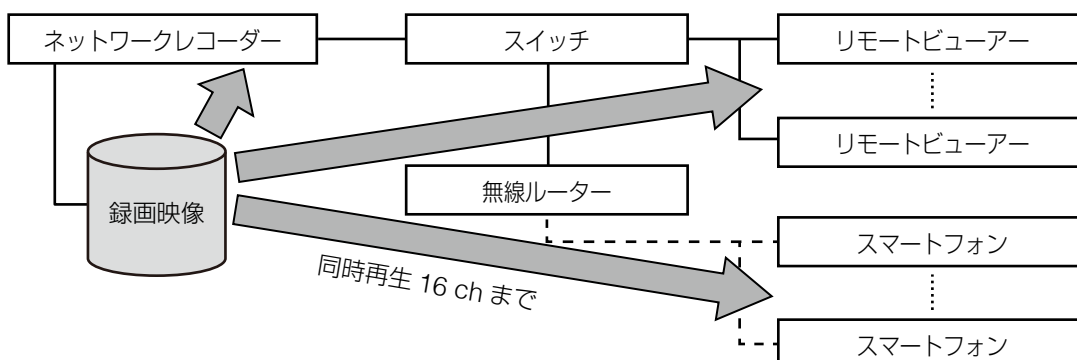 ネットワークレコーダー
スイッチ
リモートビューアー
リモートビューアー
無線ルーター
録画映像
スマートフォン
同時再生 16 ch まで
スマートフォン